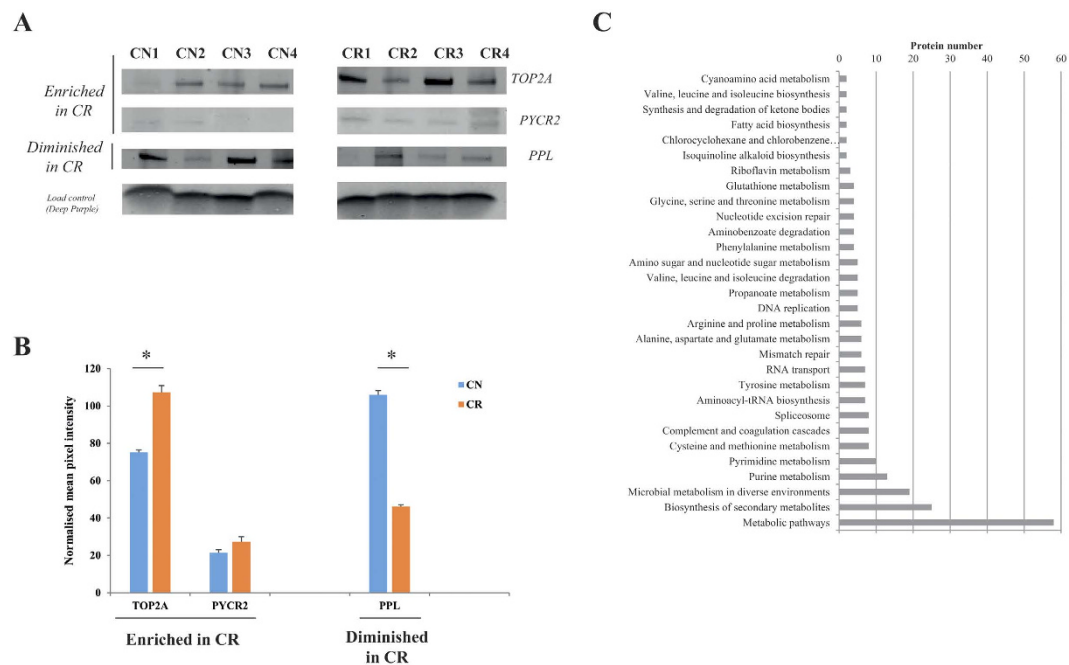 A
CN1 CN2 CN3 CN4
CR1 CR2 CR3 CR4
Enriched
in CR
TOP2A
PYCR2
Diminished
in CR
PPL
Load control
(Deep Purple)
B
Normalised mean pixel intensity
120
100
80
60
40
20
0
*
*
CN
CR
TOP2A PYCR2 PPL
Enriched in CR
Diminished
in CR
C
Protein number
0 10 20 30 40 50 60
Cyanoamino acid metabolism
Valine, leucine and isoleucine biosynthesis
Synthesis and degradation of ketone bodies
Fatty acid biosynthesis
Chlorocyclohexane and chlorobenzene…
Isoquinoline alkaloid biosynthesis
Riboflavin metabolism
Glutathione metabolism
Glycine, serine and threonine metabolism
Nucleotide excision repair
Aminobenzoate degradation
Phenylalanine metabolism
Amino sugar and nucleotide sugar metabolism
Valine, leucine and isoleucine degradation
Propanoate metabolism
DNA replication
Arginine and proline metabolism
Alanine, aspartate and glutamate metabolism
Mismatch repair
RNA transport
Tyrosine metabolism
Aminoacyl-tRNA biosynthesis
Spliceosome
Complement and coagulation cascades
Cysteine and methionine metabolism
Pyrimidine metabolism
Purine metabolism
Microbial metabolism in diverse environments
Biosynthesis of secondary metabolites
Metabolic pathways